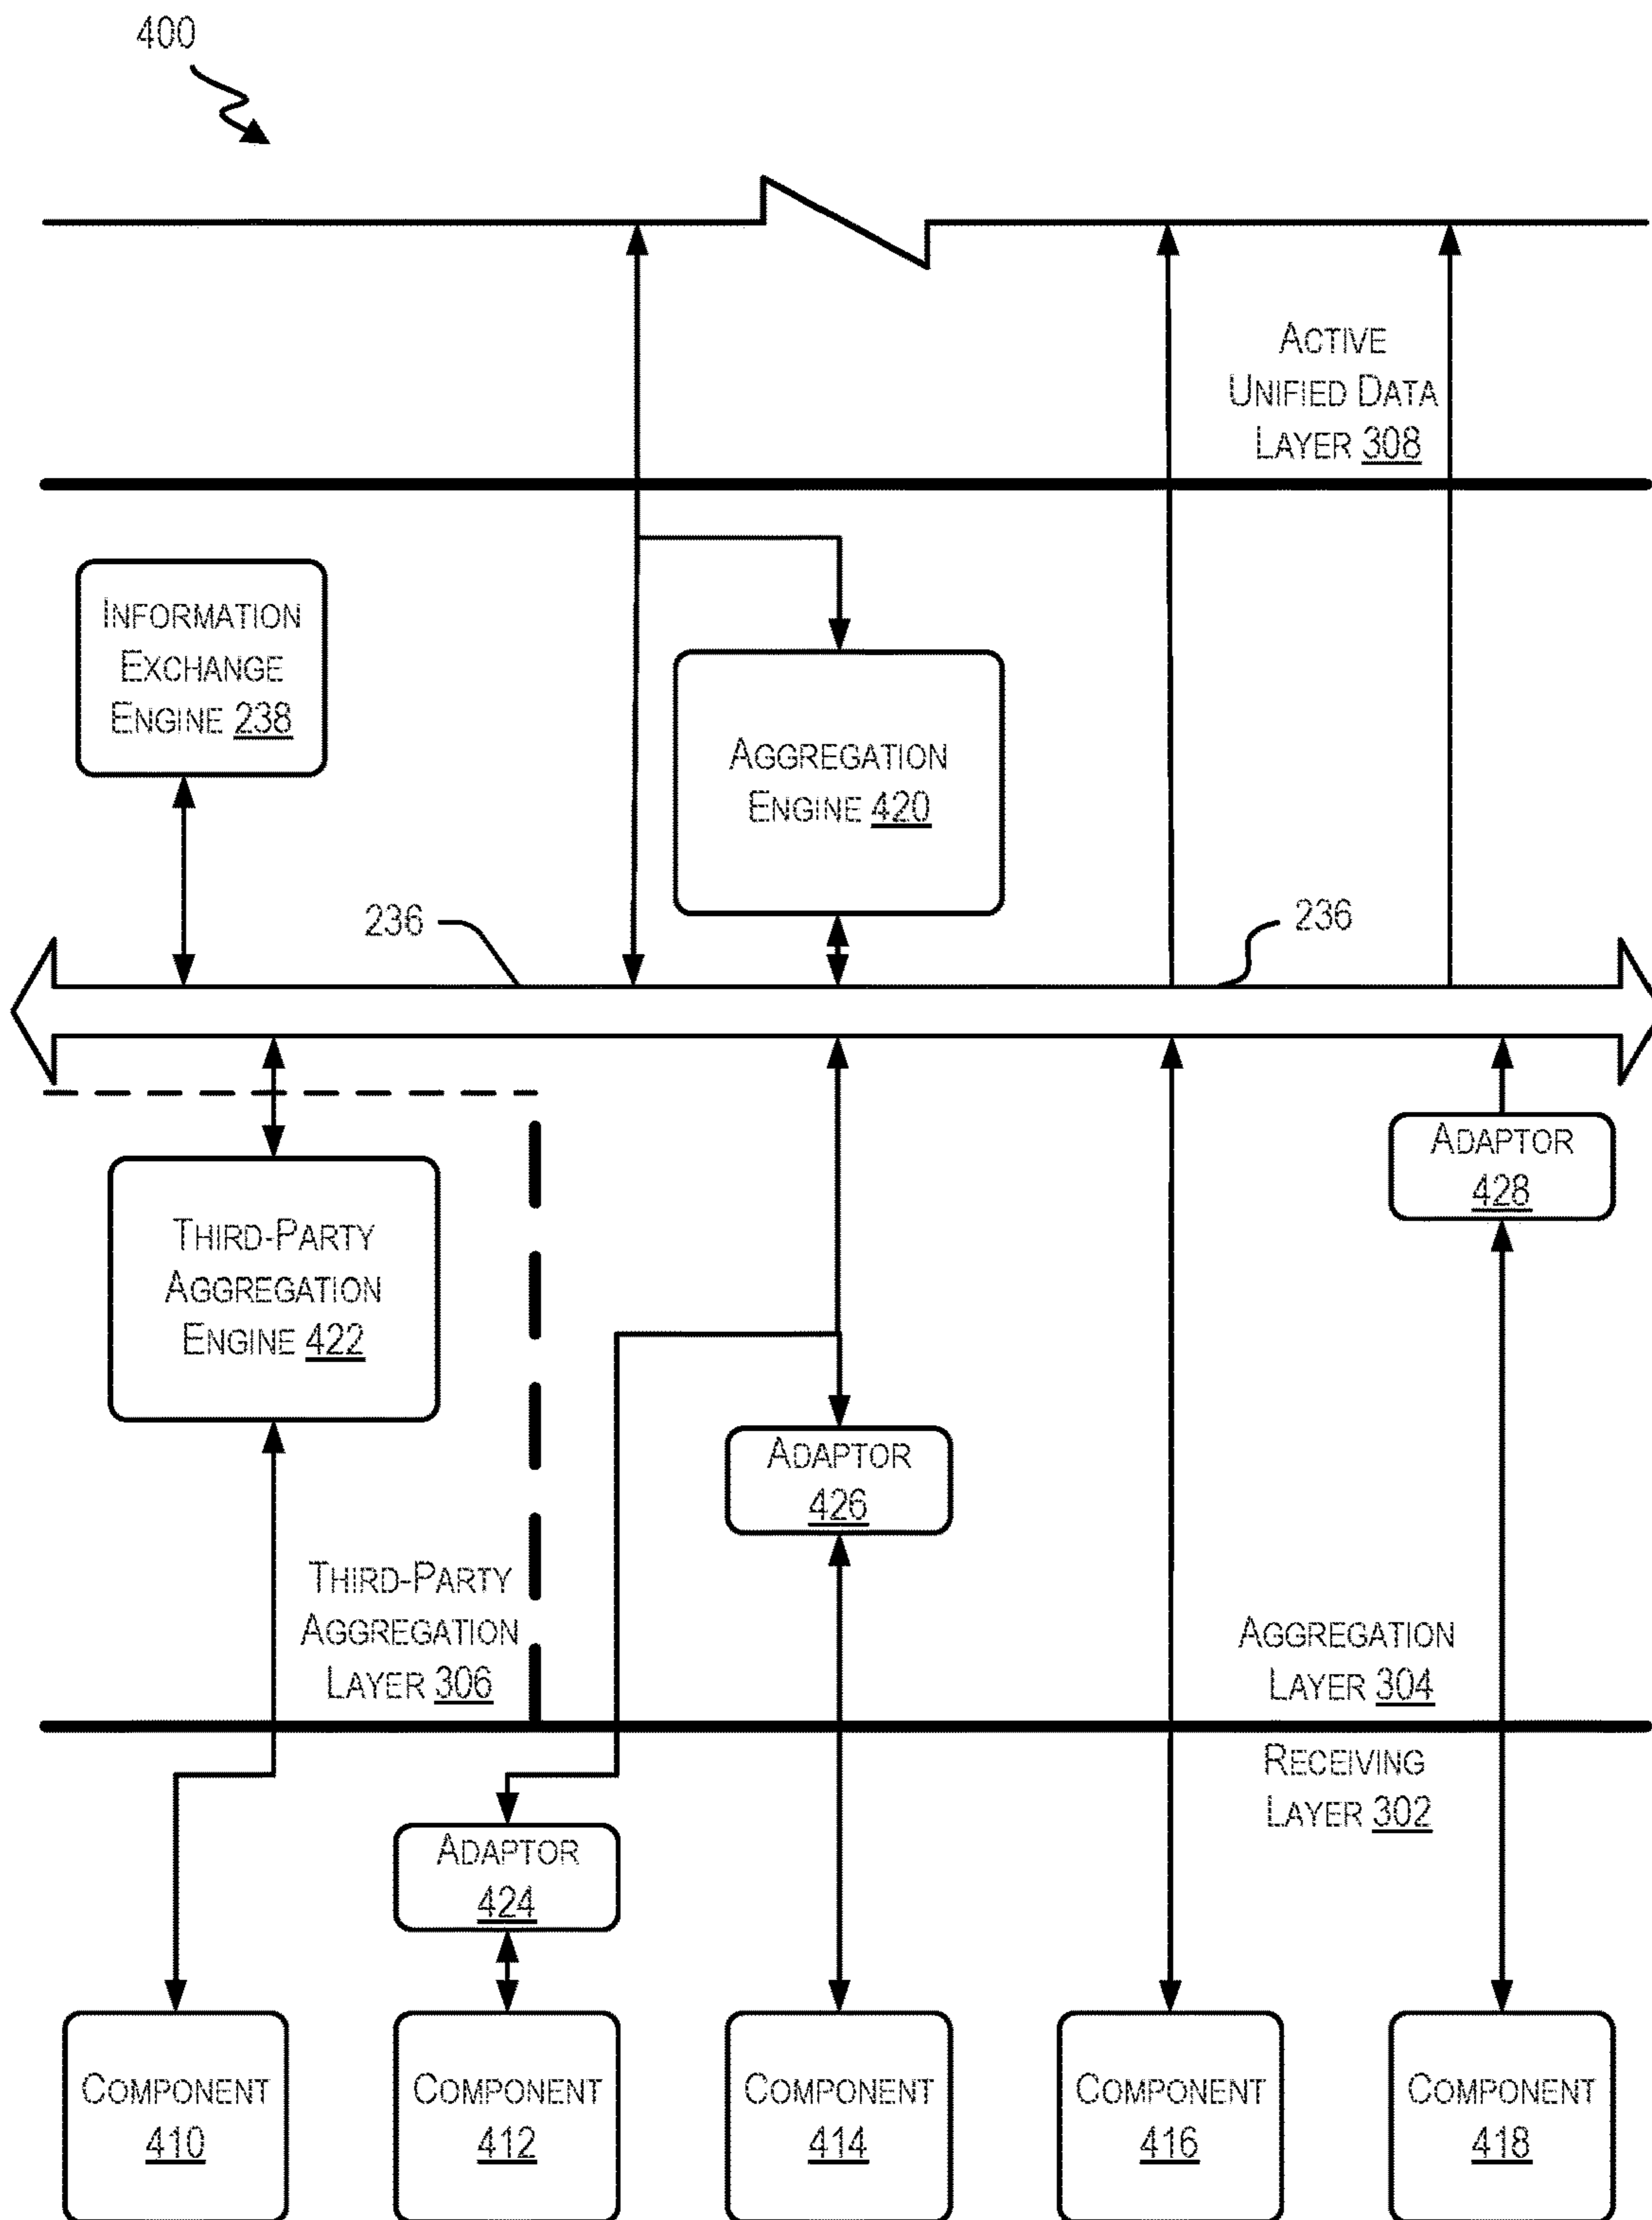 400
ACTIVE
UNIFIED DATA
LAYER 308
INFORMATION
EXCHANGE
ENGINE 238
AGGREGATION
ENGINE 420
236
236
ADAPTOR
428
THIRD-PARTY
AGGREGATION
ENGINE 422
ADAPTOR
426
THIRD-PARTY
AGGREGATION
LAYER 306
AGGREGATION
LAYER 304
RECEIVING
LAYER 302
ADAPTOR
424
COMPONENT
410
COMPONENT
412
COMPONENT
414
COMPONENT
416
COMPONENT
418